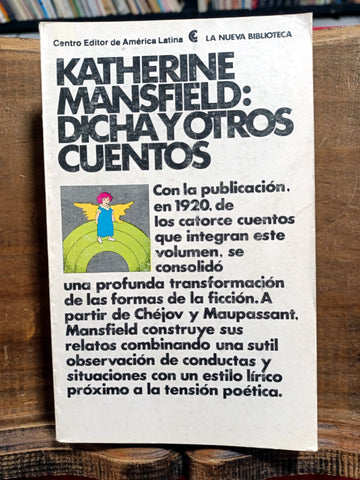 Centro Editor de América Latina LA NUEVA BIBLIOTECA
KATHERINE
MANSFIELD:
DICHA Y OTROS
CUENTOS
Con la publicación,
en 1920, de
los catorce cuentos
que integran este
volumen, se
consolidó
una profunda transformación
de las formas de la ficción. A
partir de Chéjov y Maupassant,
Mansfield construye sus
relatos combinando una sutil
observación de conductas y
situaciones con un estilo lírico
próximo a la tensión poética.